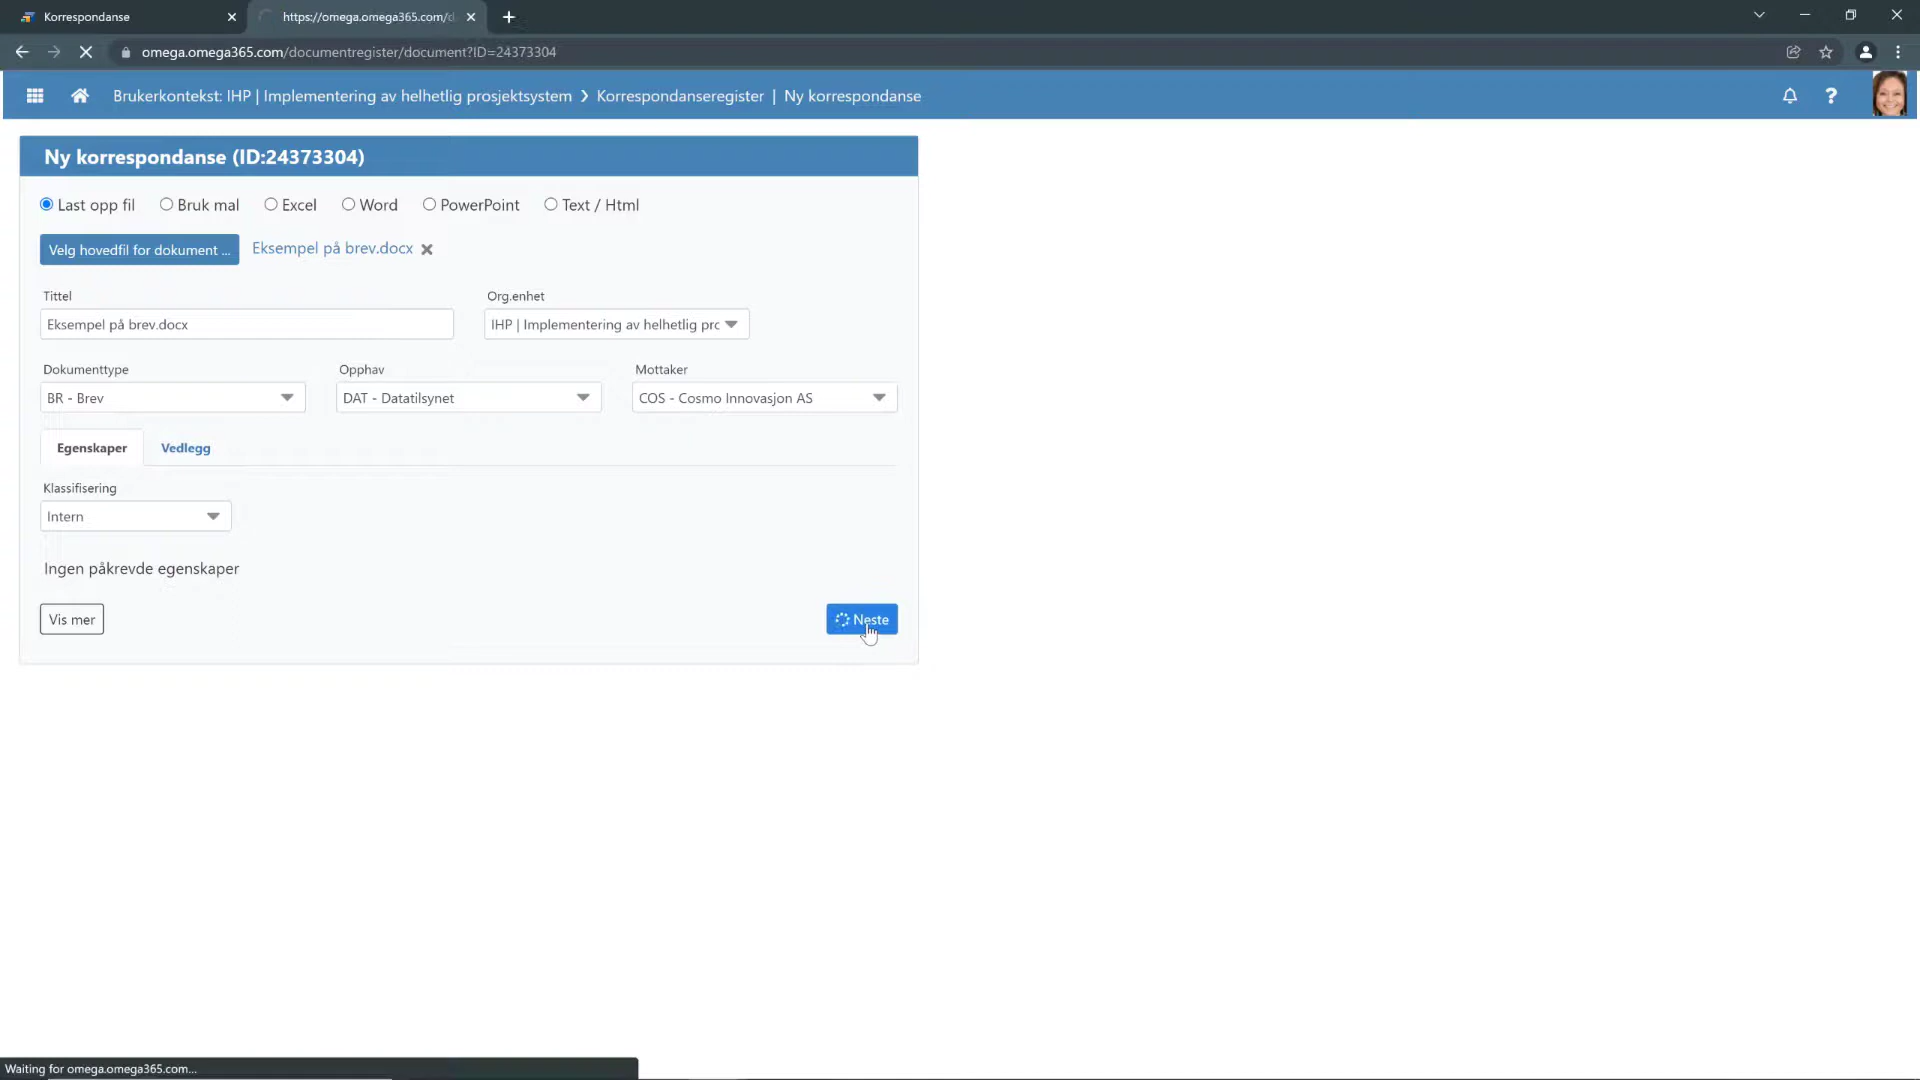 Korrespondanse
https://omega.omega365.com/d
omega.omega365.com/documentregister/document?ID=24373304
Brukerkontekst: IHP | Implementering av helhetlig prosjektsystem > Korrespondanseregister | Ny korrespondanse
Ny korrespondanse (ID:24373304)
Last opp fil Bruk mal Excel Word PowerPoint Text / Html
Velg hovedfil for dokument ... Eksempel på brev.docx
Tittel Org.enhet
Eksempel på brev.docx IHP | Implementering av helhetlig prc
Dokumenttype Opphav Mottaker
BR - Brev DAT - Datatilsynet COS - Cosmo Innovasjon AS
Egenskaper Vedlegg
Klassifisering
Intern
Ingen påkrevde egenskaper
Vis mer Neste
Waiting for omega.omega365.com...